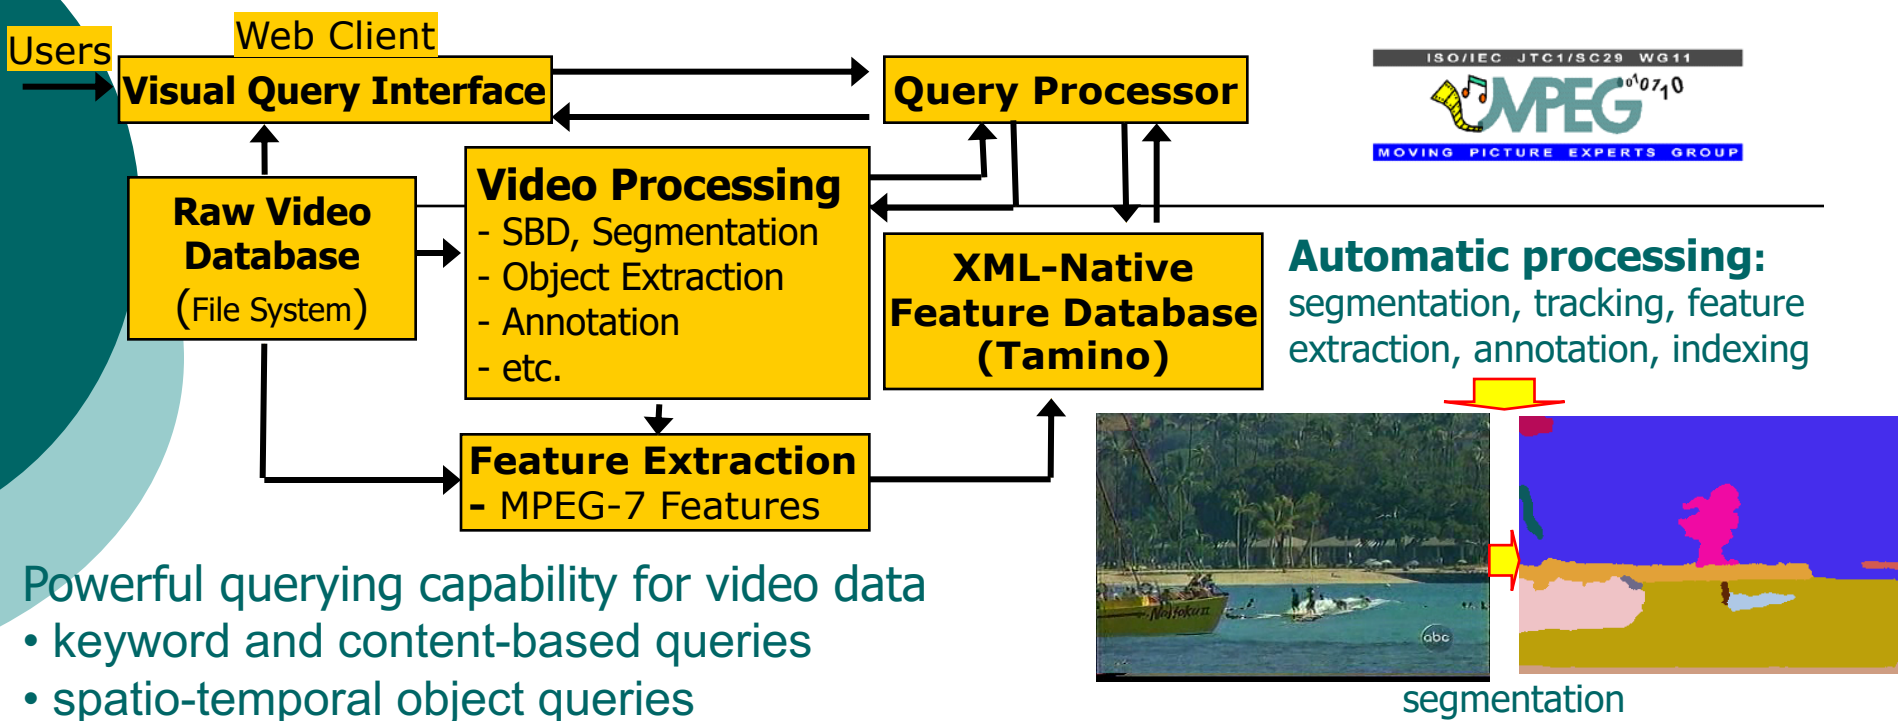 Users
Web Client
Visual Query Interface
Query Processor
ISO/IEC JTC1/SC29 WG11
MPEG
MOVING PICTURE EXPERTS GROUP
Raw Video
Database
(File System)
Video Processing
- SBD, Segmentation
- Object Extraction
- Annotation
- etc.
XML-Native
Feature Database
(Tamino)
Automatic processing:
segmentation, tracking, feature
extraction, annotation, indexing
Feature Extraction
- MPEG-7 Features
abc
segmentation
Powerful querying capability for video data
• keyword and content-based queries
• spatio-temporal object queries